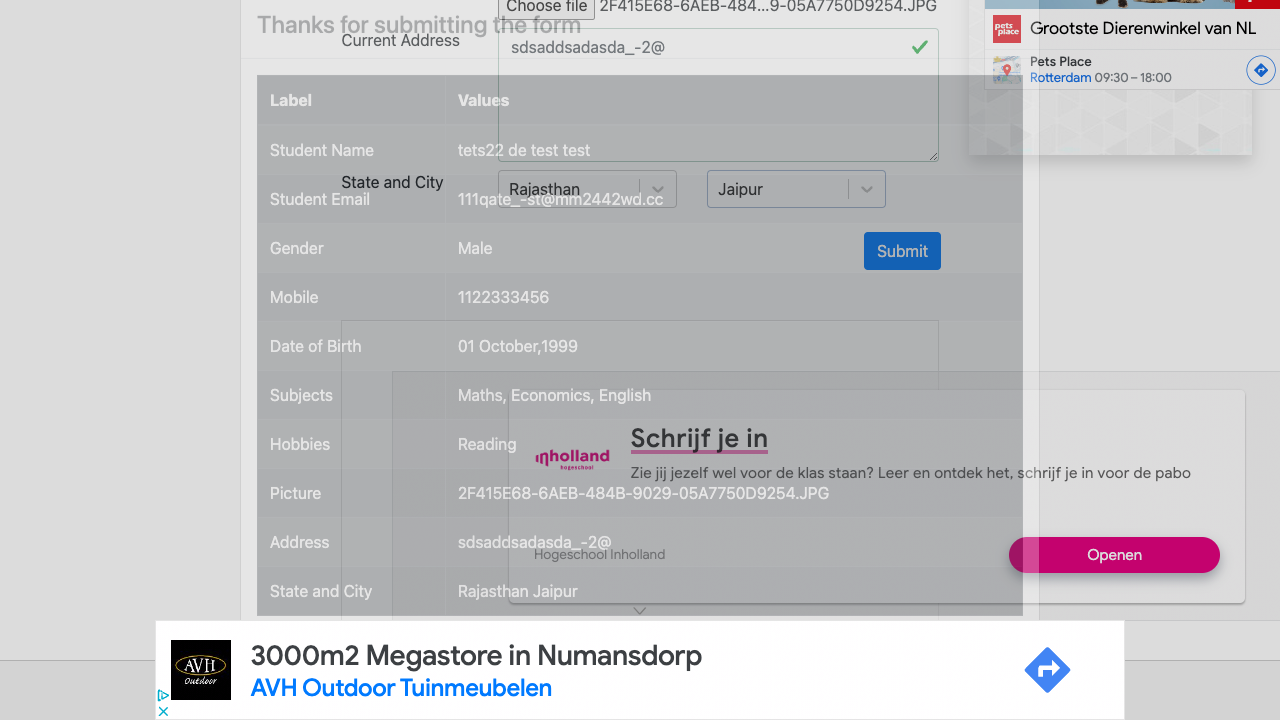 Choose file 2F415E68-6AEB-484...9-05A7750D9254.JPG
Thanks for submitting the form
Current Address
sdsaddsadasda_-2@
pets place
Grootste Dierenwinkel van NL
Pets Place
Rotterdam 09:30 – 18:00
Label Values
Student Name tets22 de test test
State and City Rajasthan Jaipur
Student Email 111qate_-st@mm2442wd.cc
Gender Male
Submit
Mobile 1122333456
Date of Birth 01 October,1999
Subjects Maths, Economics, English
Hobbies Reading
Schrijf je in
inholland
hogeschool
Zie jij jezelf wel voor de klas staan? Leer en ontdek het, schrijf je in voor de pabo
Picture 2F415E68-6AEB-484B-9029-05A7750D9254.JPG
Address sdsaddsadasda_-2@
Hogeschool Inholland
Openen
State and City Rajasthan Jaipur
AVH
Outdoor
3000m2 Megastore in Numansdorp
AVH Outdoor Tuinmeubelen